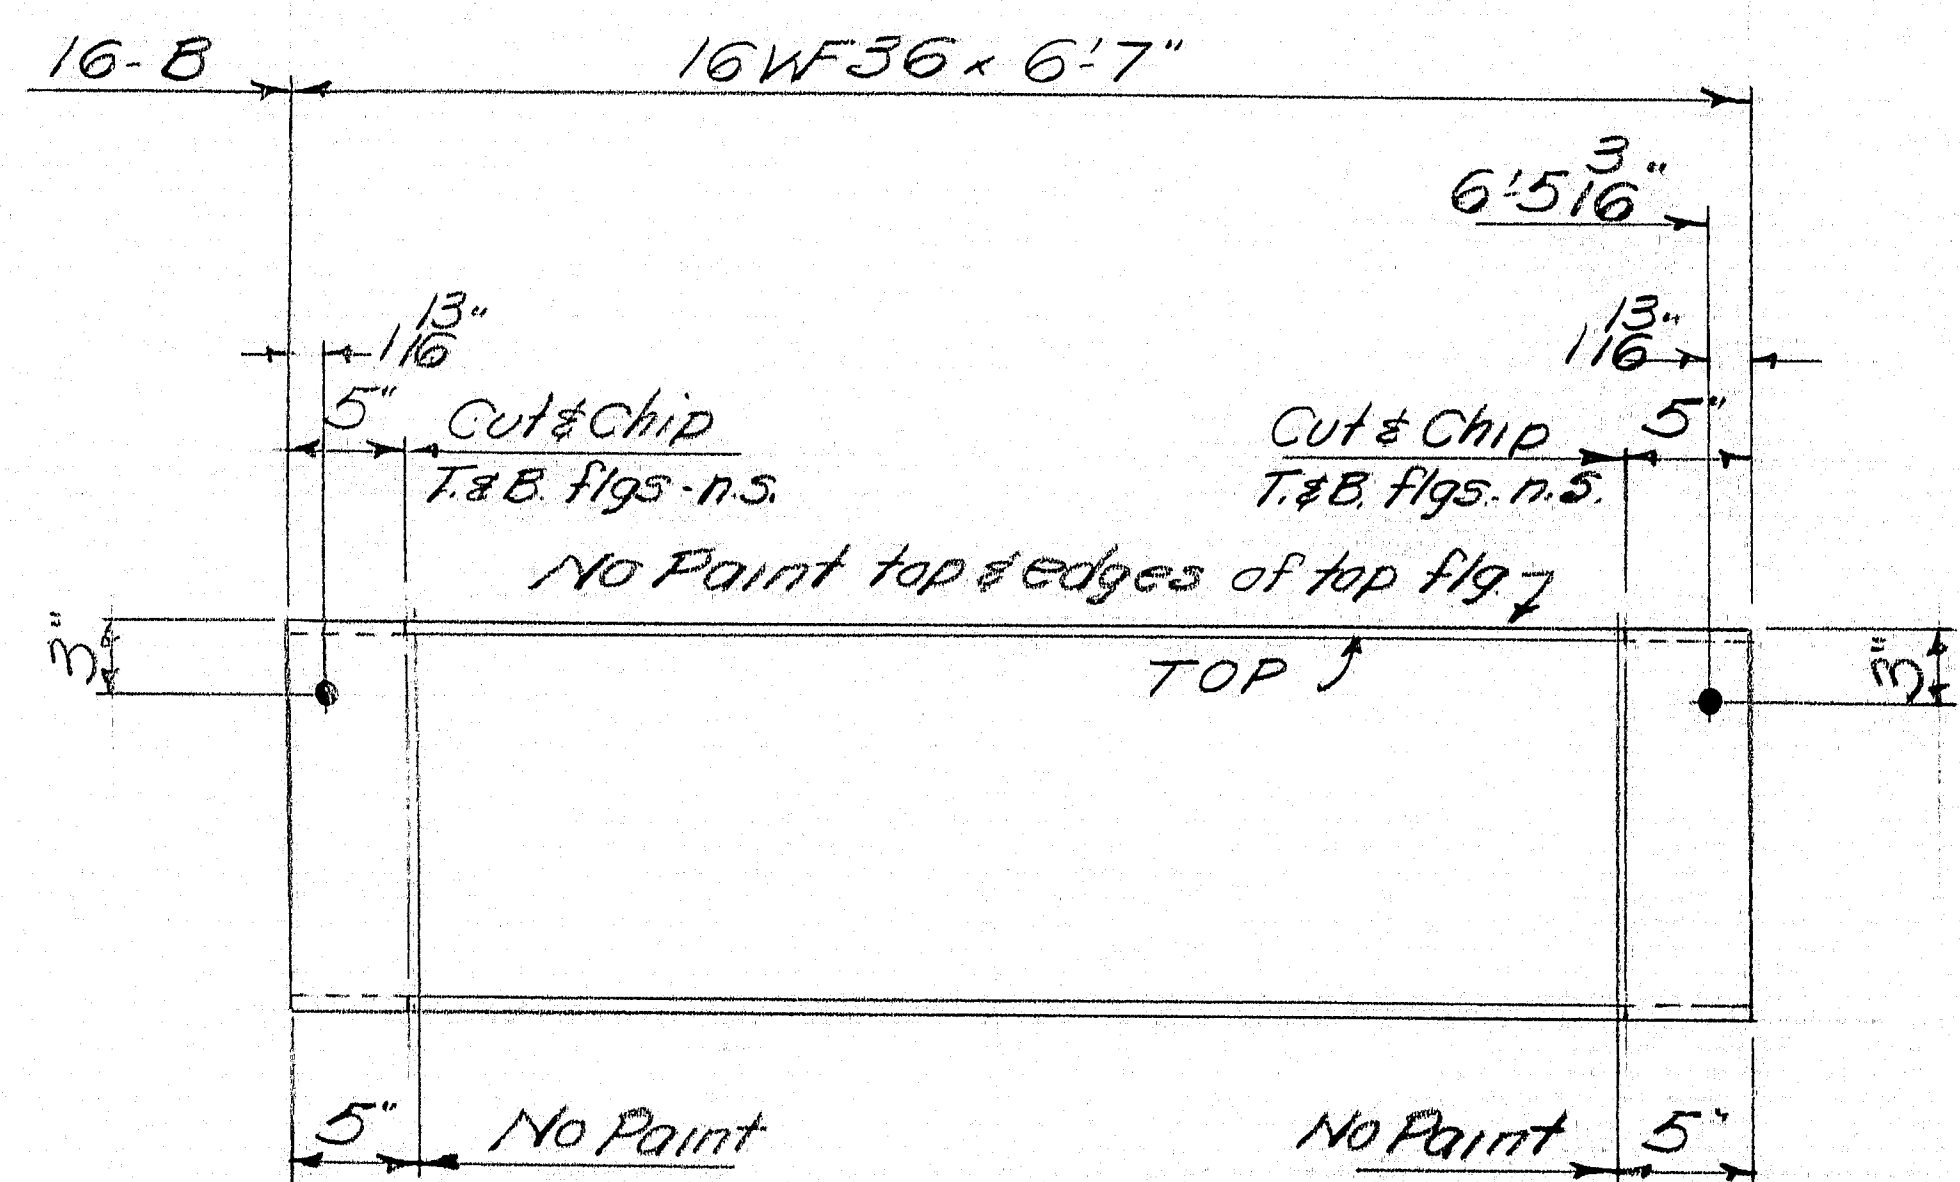 16-B
16WF36 x 6'-7"
6'-5 3/16"
1 13/16"
1 13/16"
5"
Cut & Chip
T. & B. flgs - n.s.
Cut & Chip
5"
T. & B. flgs. - n.s.
No Paint top & edges of top flg.
3"
3"
TOP
5"
No Paint
No Paint
5"